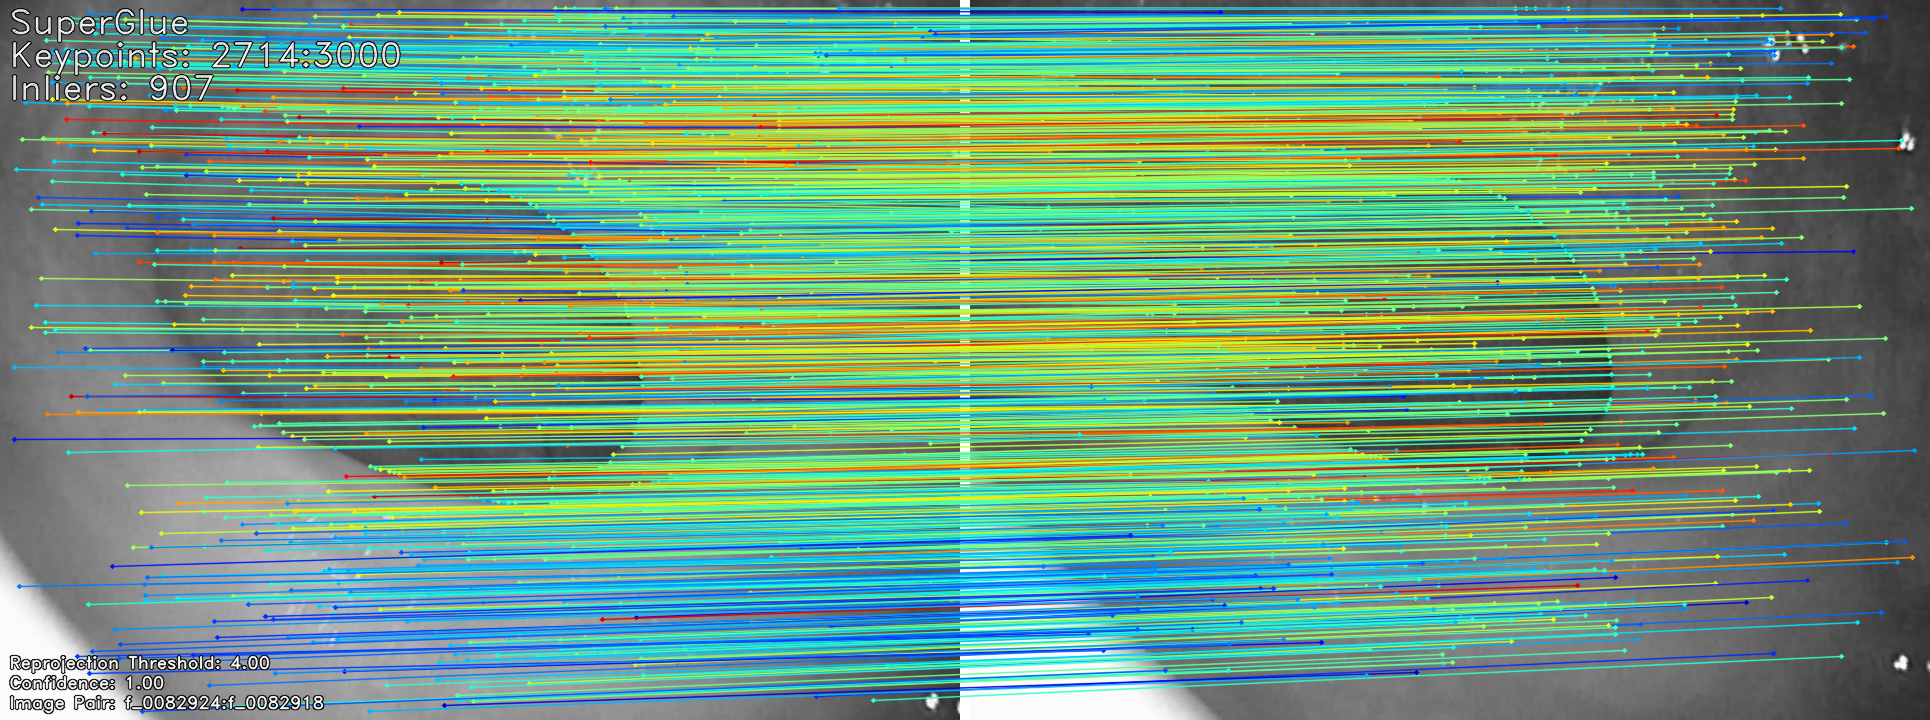 SuperGlue
Keypoints: 2714:3000
Inliers: 907
Reprojection Threshold: 4.00
Confidence: 1.00
Image Pair: f_0082924:f_0082918